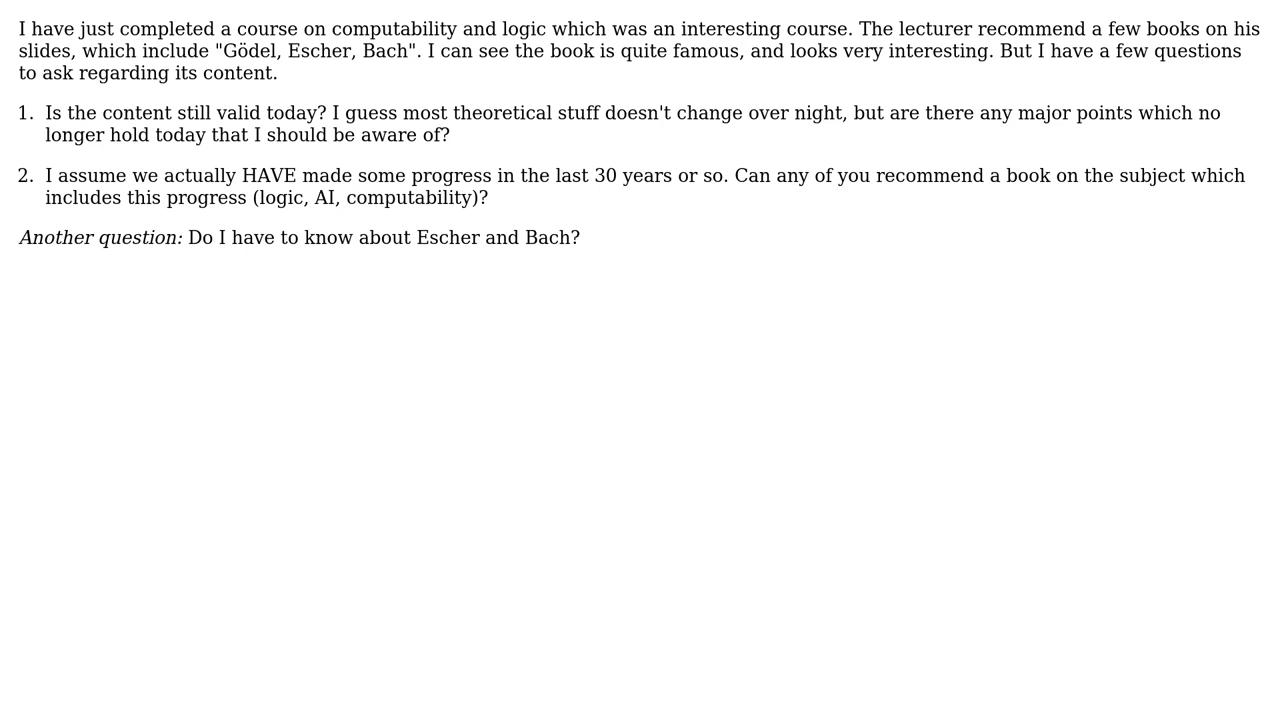 I have just completed a course on computability and logic which was an interesting course. The lecturer recommend a few books on his
slides, which include "Gödel, Escher, Bach". I can see the book is quite famous, and looks very interesting. But I have a few questions
to ask regarding its content.
1. Is the content still valid today? I guess most theoretical stuff doesn't change over night, but are there any major points which no
longer hold today that I should be aware of?
2. I assume we actually HAVE made some progress in the last 30 years or so. Can any of you recommend a book on the subject which
includes this progress (logic, AI, computability)?
Another question: Do I have to know about Escher and Bach?